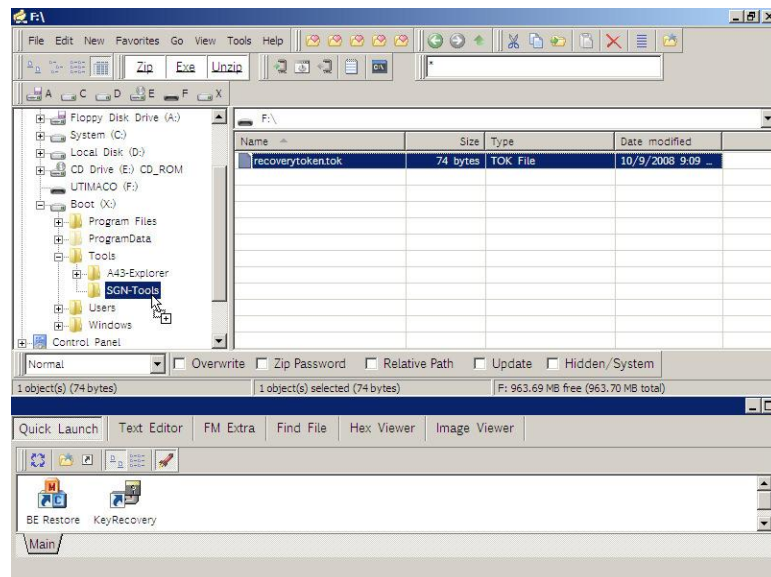 F:\
File Edit New Favorites Go View Tools Help
Zip Exe Unzip
*
A C D E F X
Floppy Disk Drive (A:)
System (C:)
Local Disk (D:)
CD Drive (E:) CD_ROM
UTIMACO (F:)
Boot (X:)
Program Files
ProgramData
Tools
A43-Explorer
SGN-Tools
Users
Windows
Control Panel
F:\
Name Size Type Date modified
recoverytoken.tok 74 bytes TOK File 10/9/2008 9:09 ...
Normal Overwrite Zip Password Relative Path Update Hidden/System
1 object(s) (74 bytes) 1 object(s) selected (74 bytes) F: 963.69 MB free (963.70 MB total)
Quick Launch Text Editor FM Extra Find File Hex Viewer Image Viewer
BE Restore KeyRecovery
Main